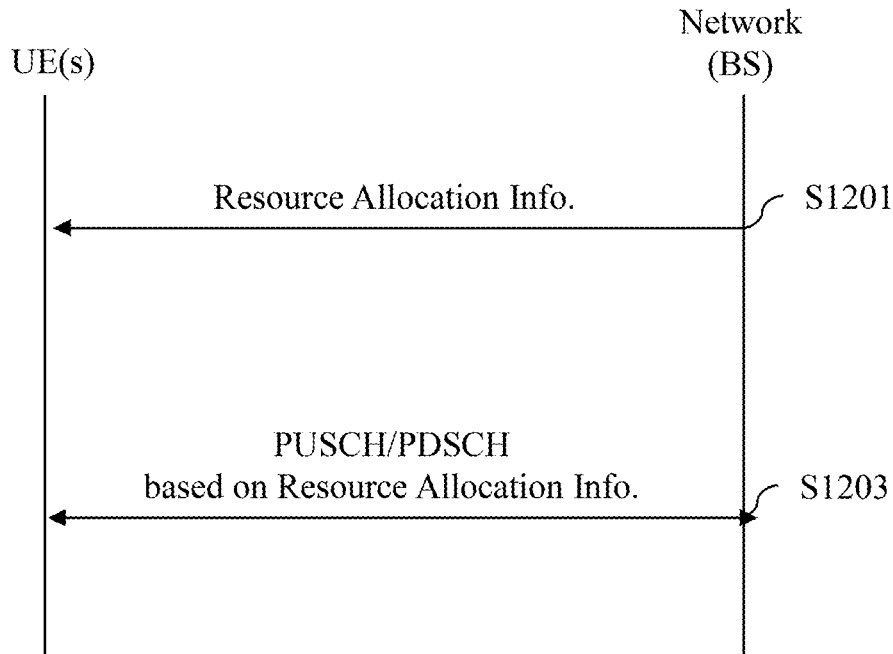 UE(s)
Network
(BS)
Resource Allocation Info.
S1201
PUSCH/PDSCH
based on Resource Allocation Info.
S1203